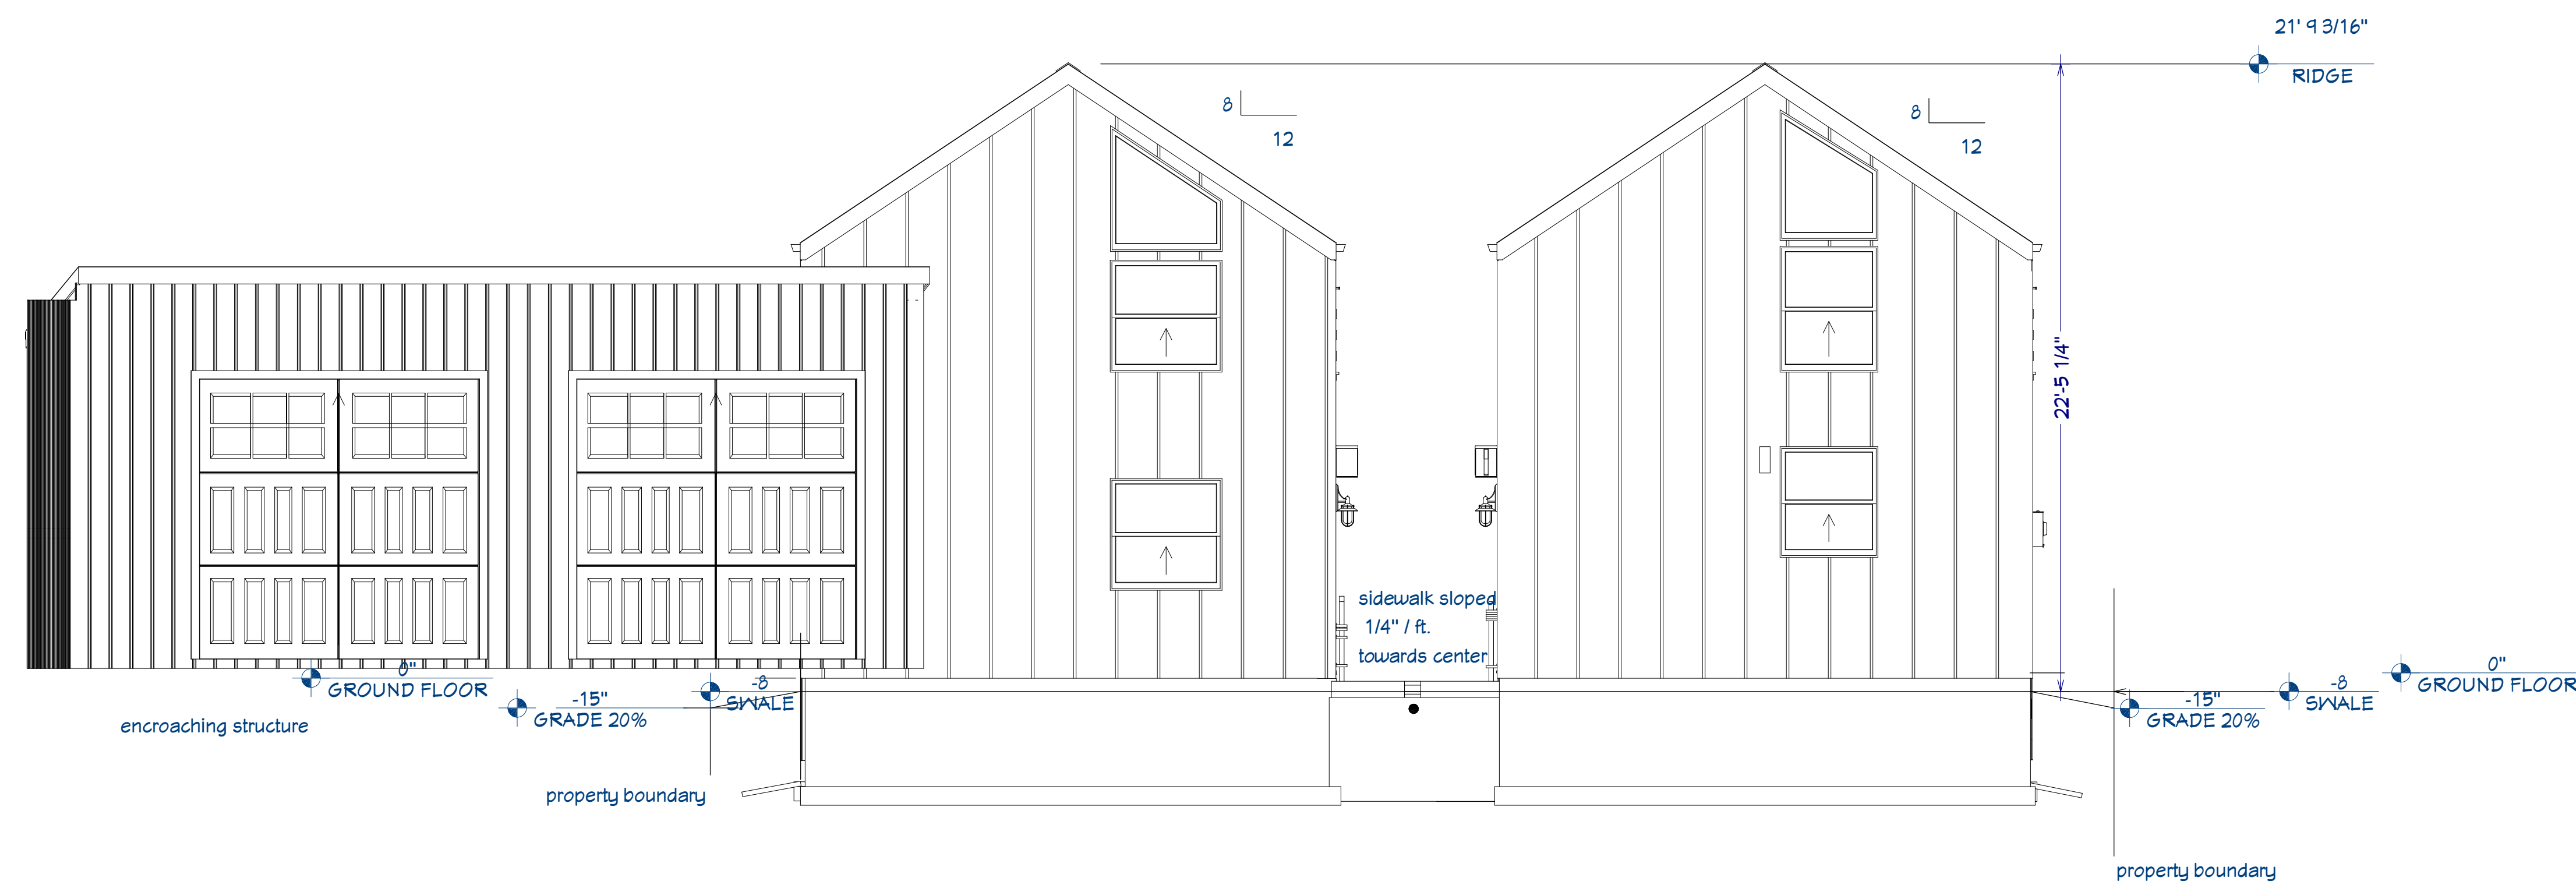 21' 9 3/16"
RIDGE
8
12
8
12
22'-5 1/4"
sidewalk sloped
1/4" / ft.
towards center
0"
GROUND FLOOR
-8
SWALE
-15"
GRADE 20%
encroaching structure
property boundary
0"
GROUND FLOOR
-8
SWALE
-15"
GRADE 20%
property boundary